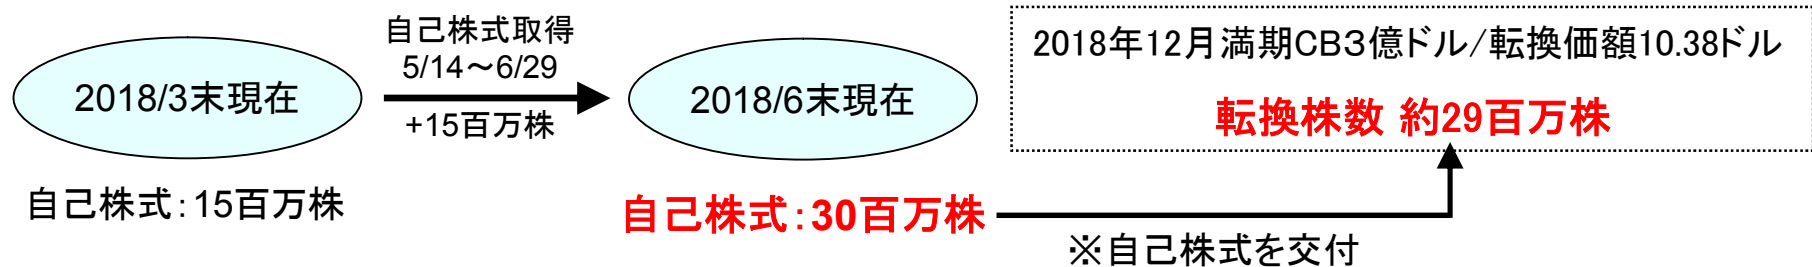 2018/3末現在
自己株式：15百万株
自己株式取得
5/14～6/29
+15百万株
2018/6末現在
自己株式：30百万株
2018年12月満期CB3億ドル/転換価額10.38ドル
転換株数 約29百万株
※自己株式を交付